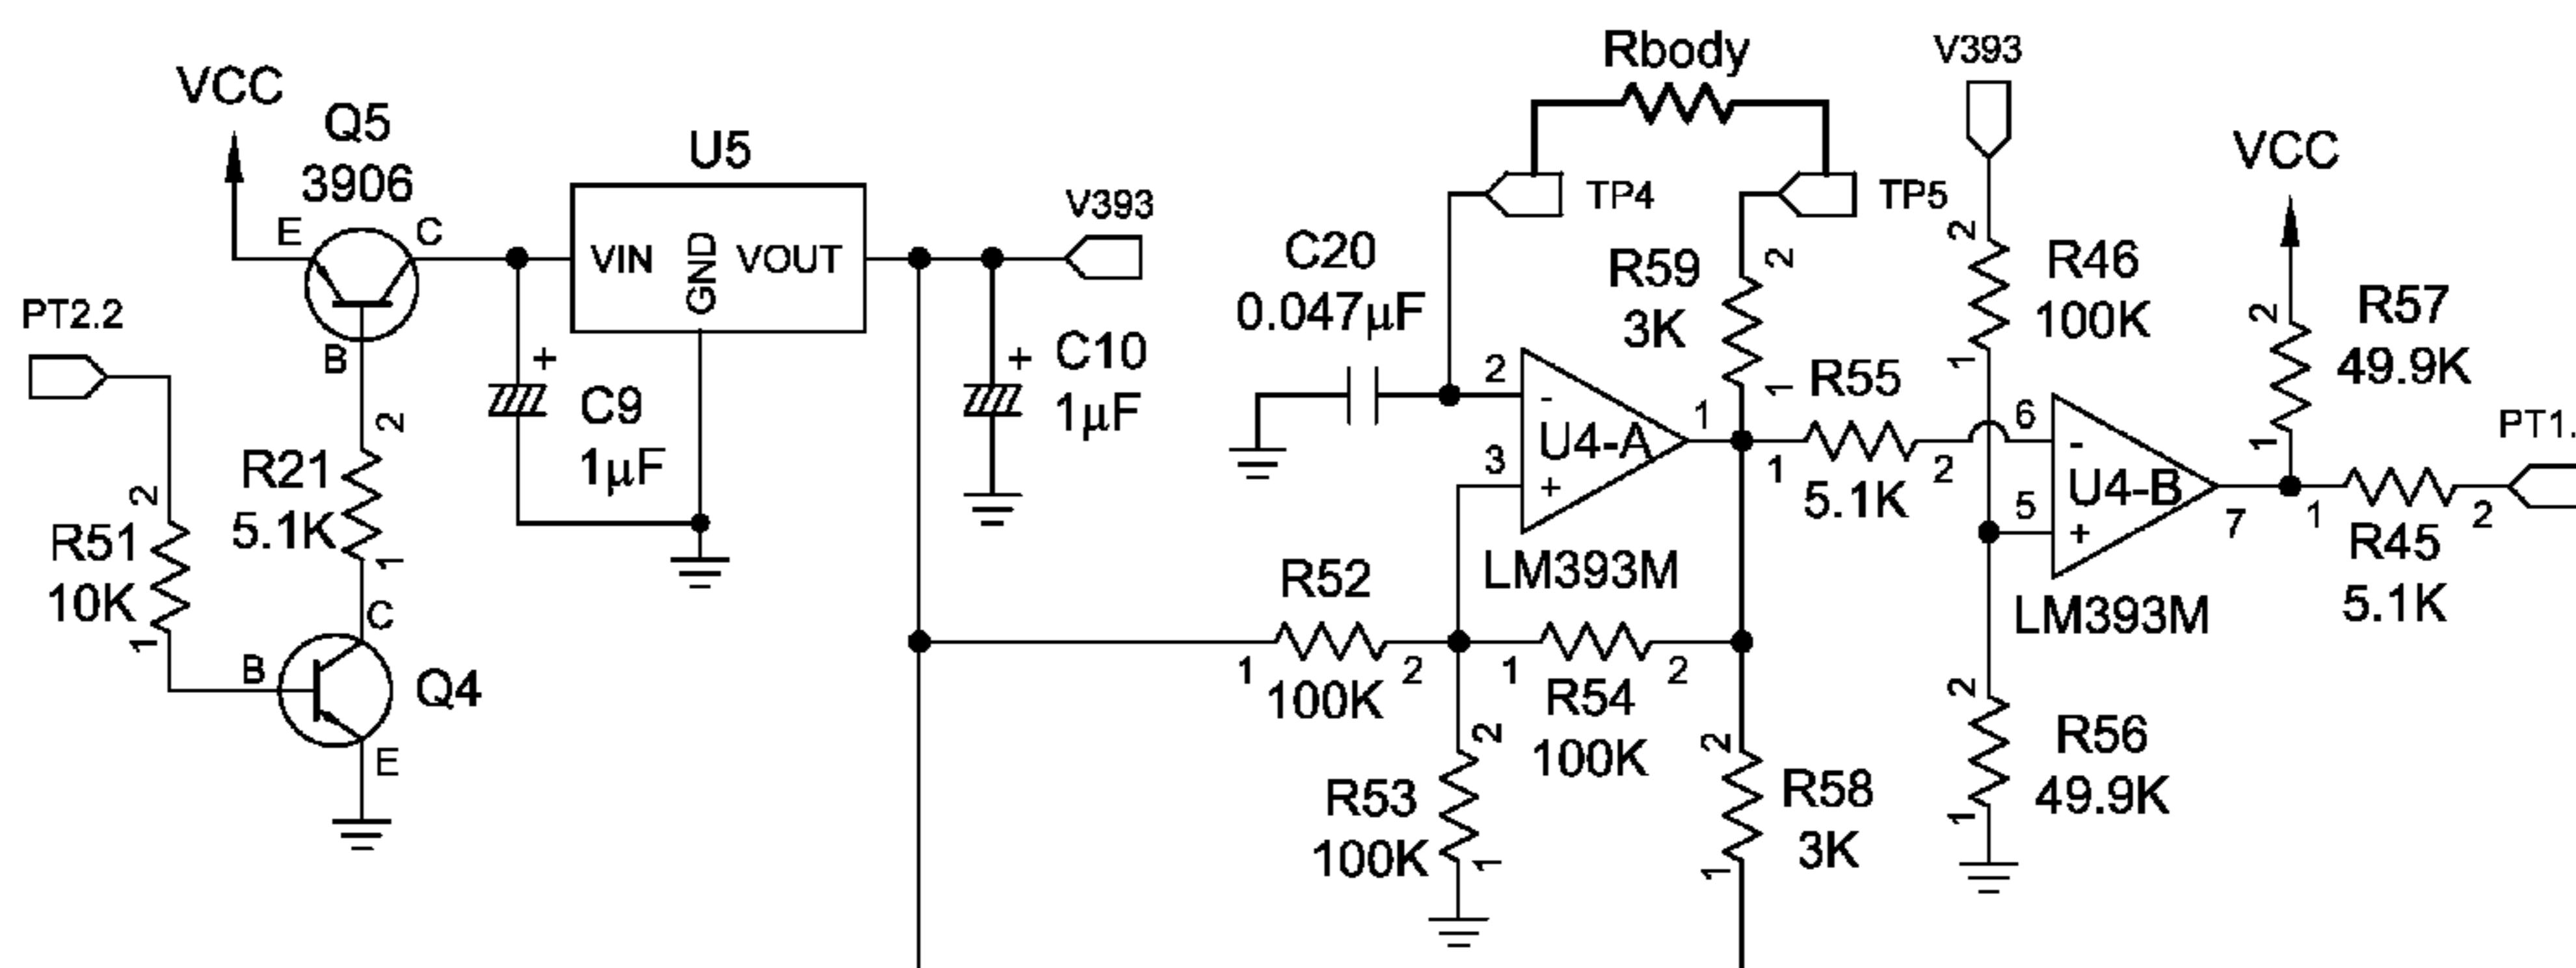 VCC
Q5
3906
E
C
B
PT2.2
R51
10K
2
1
R21
5.1K
2
1
B
C
E
Q4
U5
VIN
GND
VOUT
+
C9
1µF
V393
+
C10
1µF
Rbody
TP4
TP5
C20
0.047µF
R59
3K
2
1
2
-
3
+
U4-A
1
LM393M
R55
5.1K
1
2
R52
100K
1
2
R54
100K
1
2
R53
100K
2
1
R58
3K
2
1
V393
R46
100K
2
1
6
-
5
+
U4-B
7
LM393M
R56
49.9K
2
1
VCC
R57
49.9K
2
1
R45
5.1K
1
2
PT1.